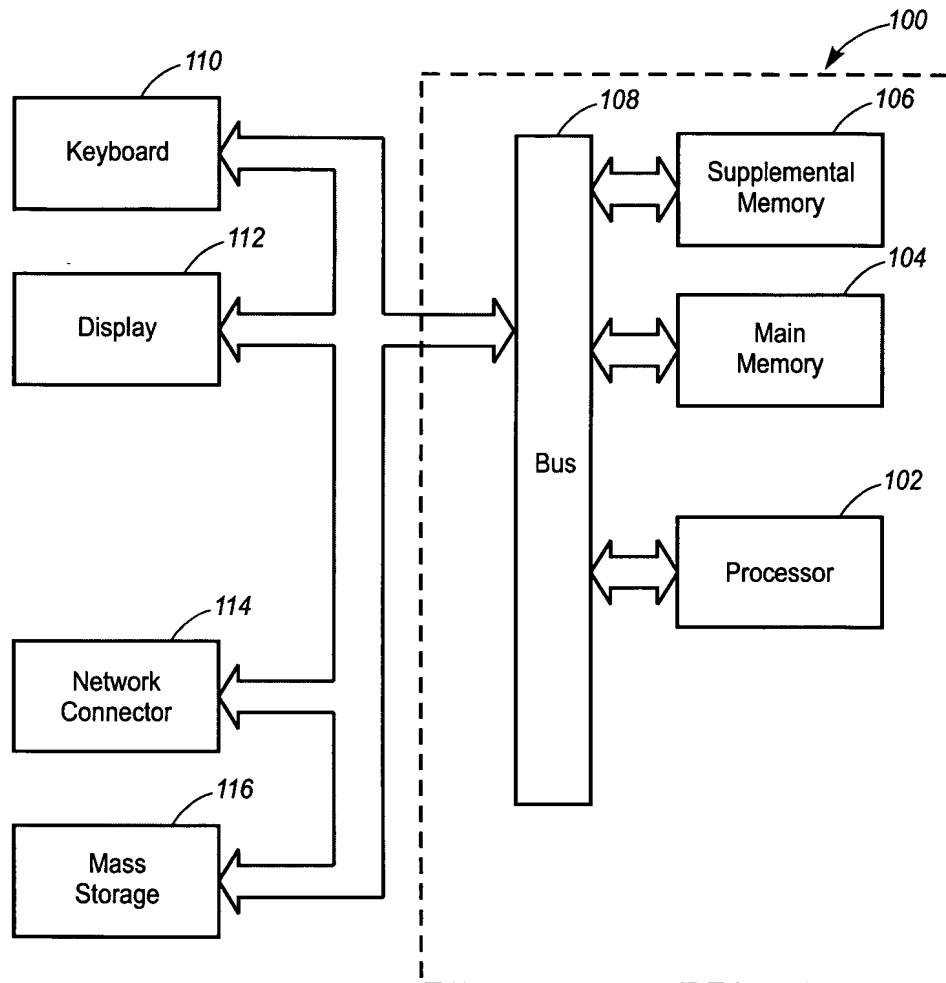 100
110
Keyboard
108
106
Supplemental
Memory
112
Display
104
Main
Memory
Bus
102
Processor
114
Network
Connector
116
Mass
Storage